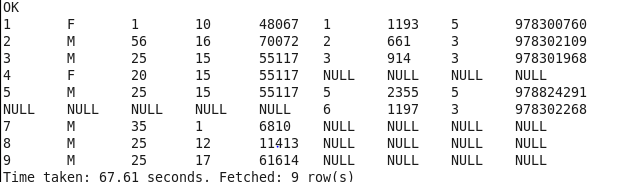 OK
1 F 1 10 48067 1 1193 5 978300760
2 M 56 16 70072 2 661 3 978302109
3 M 25 15 55117 3 914 3 978301968
4 F 20 15 55117 NULL NULL NULL NULL
5 M 25 15 55117 5 2355 5 978824291
NULL NULL NULL NULL NULL 6 1197 3 978302268
7 M 35 1 6810 NULL NULL NULL NULL
8 M 25 12 11413 NULL NULL NULL NULL
9 M 25 17 61614 NULL NULL NULL NULL
Time taken: 67.61 seconds. Fetched: 9 row(s)